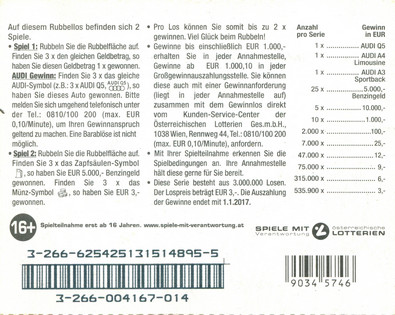 Auf diesem Rubbellos befinden sich 2
Spiele.
• Spiel 1: Rubbeln Sie die Rubbelfläche auf.
Finden Sie 3 x den gleichen Geldbetrag, so
haben Sie diesen Geldbetrag 1 x gewonnen.
AUDI Gewinn: Finden Sie 3 x das gleiche
AUDI-Symbol (z.B.: 3 x AUDI Q5, AUDI Q5), so
haben Sie dieses Auto gewonnen. Bitte
melden Sie sich umgehend telefonisch unter
der Tel.: 0810/100 200 (max. EUR
0,10/Minute), um Ihren Gewinnanspruch
geltend zu machen. Eine Barablöse ist nicht
möglich.
• Spiel 2: Rubbeln Sie die Rubbelfläche auf.
Finden Sie 3 x das Zapfsäulen-Symbol
, so haben Sie EUR 5.000,- Benzingeld
gewonnen. Finden Sie 3 x das
Münz-Symbol , so haben Sie EUR 3,-
gewonnen.
• Pro Los können Sie somit bis zu 2 x
gewinnen. Viel Glück beim Rubbeln!
• Gewinne bis einschließlich EUR 1.000,-
erhalten Sie in jeder Annahmestelle,
Gewinne ab EUR 1.000,10 in jeder
Großgewinnauszahlungsstelle. Sie können
diese auch mit einer Gewinnanforderung
(liegt in jeder Annahmestelle auf)
zusammen mit dem Gewinnlos direkt
vom Kunden-Service-Center der
Österreichischen Lotterien Ges.m.b.H.,
1038 Wien, Rennweg 44, Tel.: 0810/100 200
(max. EUR 0,10/Minute), anfordern.
• Mit Ihrer Spielteilnahme erkennen Sie die
Spielbedingungen an. Ihre Annahmestelle
hält diese gerne für Sie bereit.
• Diese Serie besteht aus 3.000.000 Losen.
Der Lospreis beträgt EUR 3,-. Die Auszahlung
der Gewinne endet mit 1.1.2017.
Anzahl pro Serie Gewinn in EUR
1 x ........ AUDI Q5
1 x ........ AUDI A4
Limousine
1 x ........ AUDI A3
Sportback
25 x ........ 5.000,-
Benzingeld
5 x ........ 10.000,-
10 x ........ 1.000,-
2.000 x ........ 100,-
7.000 x ........ 25,-
47.000 x ........ 12,-
75.000 x ........ 9,-
315.000 x ........ 6,-
535.900 x ........ 3,-
16+ Spielteilnahme erst ab 16 Jahren. www.spiele-mit-verantwortung.at
SPIELE MIT
Verantwortung
österreichische
LOTTERIEN
3-266-625425131514895-5
3-266-004167-014
9034 5746